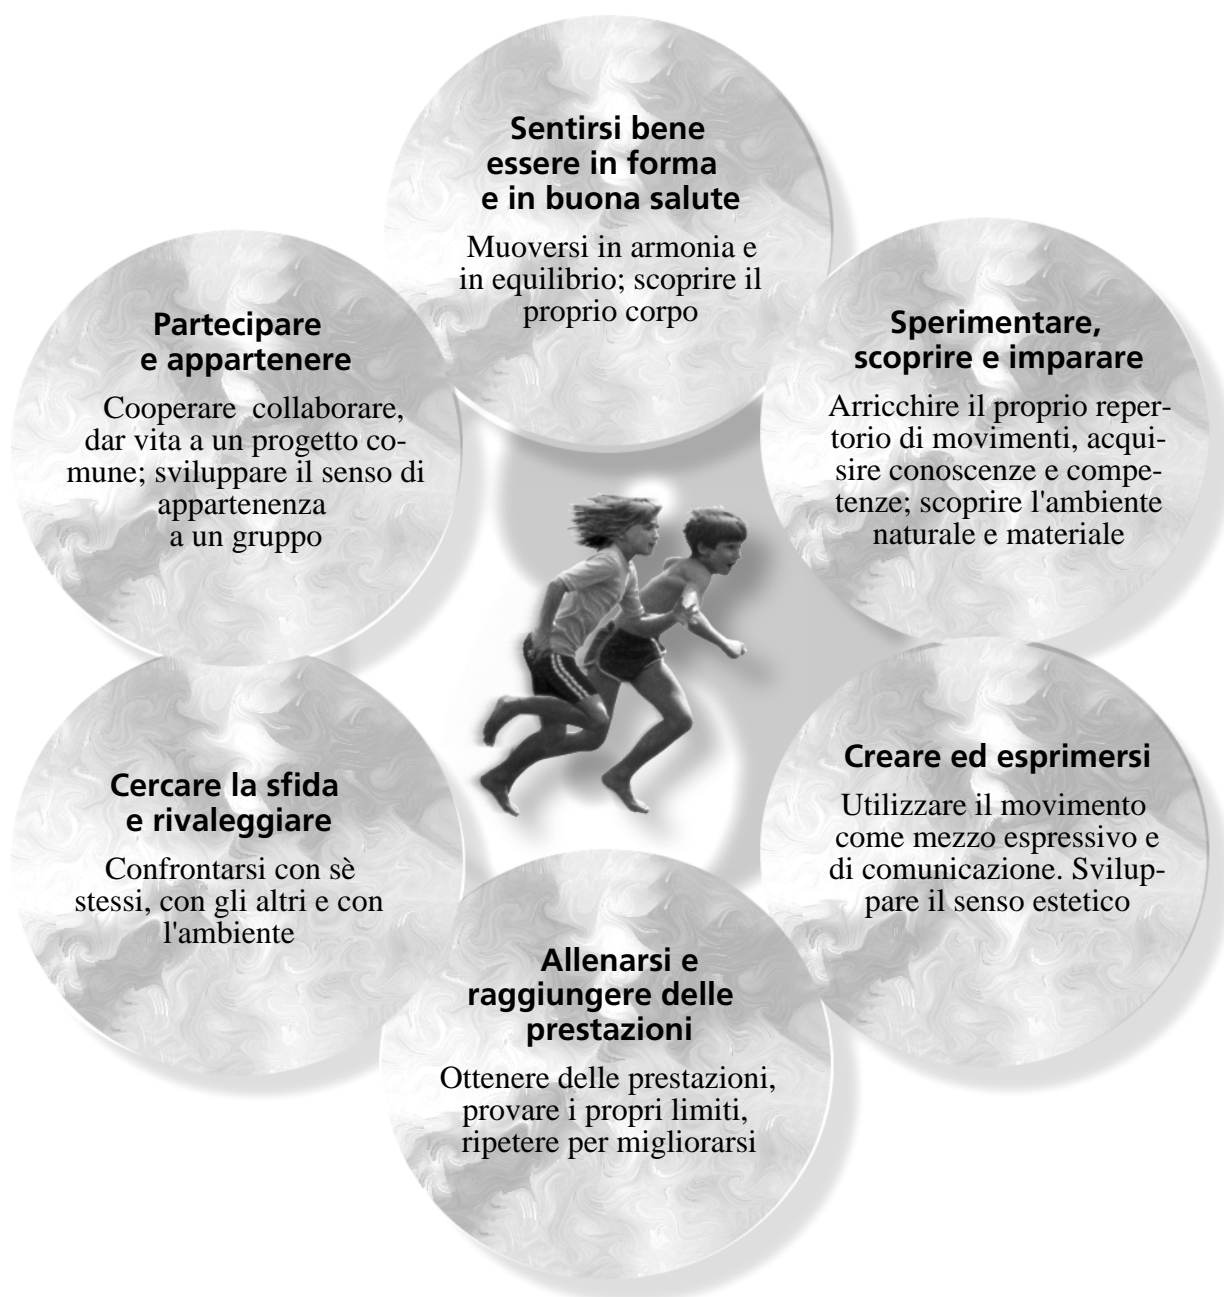 Sentirsi bene
essere in forma
e in buona salute
Muoversi in armonia e
in equilibrio; scoprire il
proprio corpo
Sperimentare,
scoprire e imparare
Arricchire il proprio reper-
torio di movimenti, acqui-
sire conoscenze e compe-
tenze; scoprire l'ambiente
naturale e materiale
Creare ed esprimersi
Utilizzare il movimento
come mezzo espressivo e
di comunicazione. Svilup-
pare il senso estetico
Allenarsi e
raggiungere delle
prestazioni
Ottenere delle prestazioni,
provare i propri limiti,
ripetere per migliorarsi
Cercare la sfida
e rivaleggiare
Confrontarsi con sè
stessi, con gli altri e con
l'ambiente
Partecipare
e appartenere
Cooperare  collaborare,
dar vita a un progetto co-
mune; sviluppare il senso di
appartenenza
a un gruppo